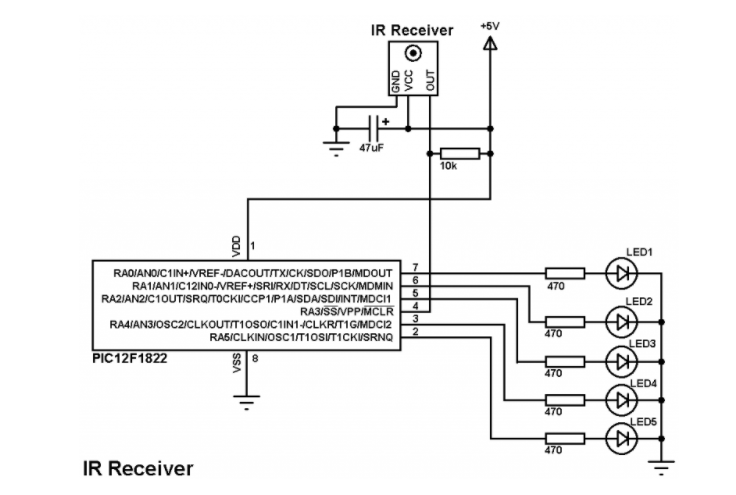 IR Receiver
+5V
GND
VCC
OUT
+
47uF
10k
VDD
1
RA0/AN0/C1IN+/VREF-/DACOUT/TX/CK/SDO/P1B/MDOUT
7
RA1/AN1/C12IN0-/VREF+/SRI/RX/DT/SCL/SCK/MDMIN
6
RA2/AN2/C1OUT/SRQ/T0CKI/CCP1/P1A/SDA/SDI/INT/MDCI1
5
RA3/SS/VPP/MCLR
4
RA4/AN3/OSC2/CLKOUT/T1OSO/C1IN1-/CLKR/T1G/MDCI2
3
RA5/CLKIN/OSC1/T1OSI/T1CKI/SRNQ
2
PIC12F1822
VSS
8
LED1
470
LED2
470
LED3
470
LED4
470
LED5
470
IR Receiver